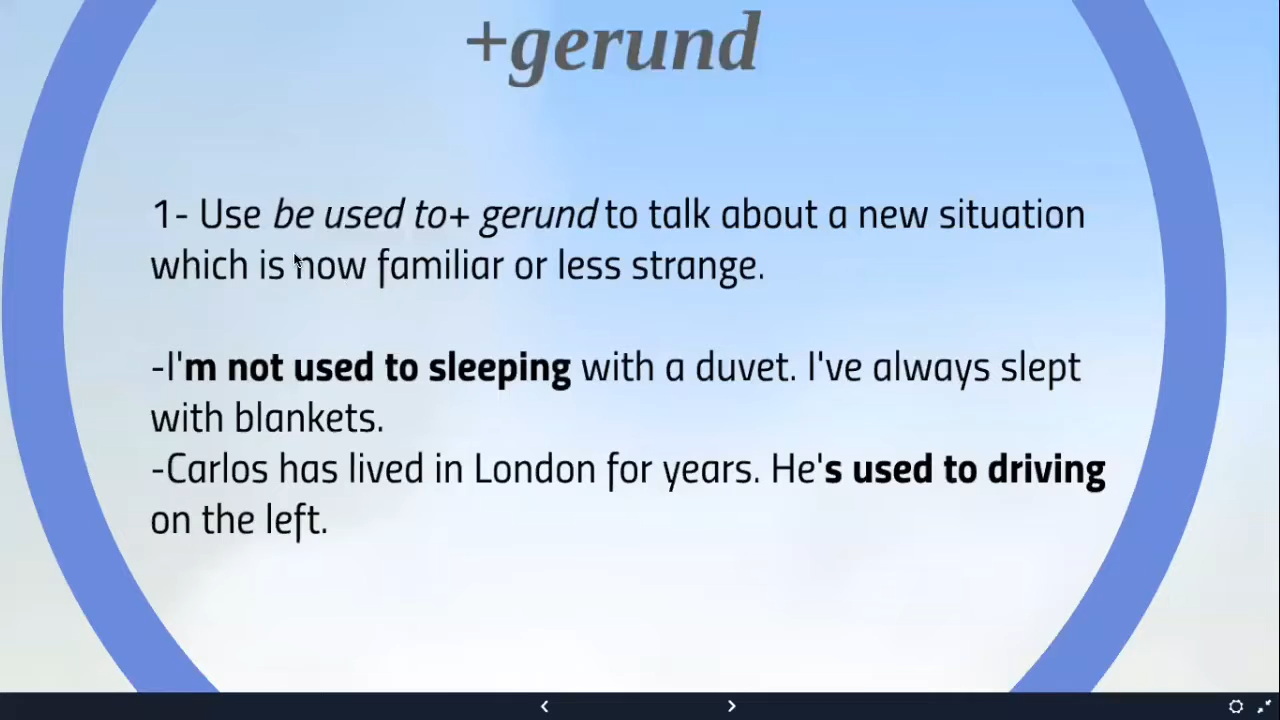 +gerund
1- Use be used to+ gerund to talk about a new situation
which is now familiar or less strange.
-I'm not used to sleeping with a duvet. I've always slept
with blankets.
-Carlos has lived in London for years. He's used to driving
on the left.